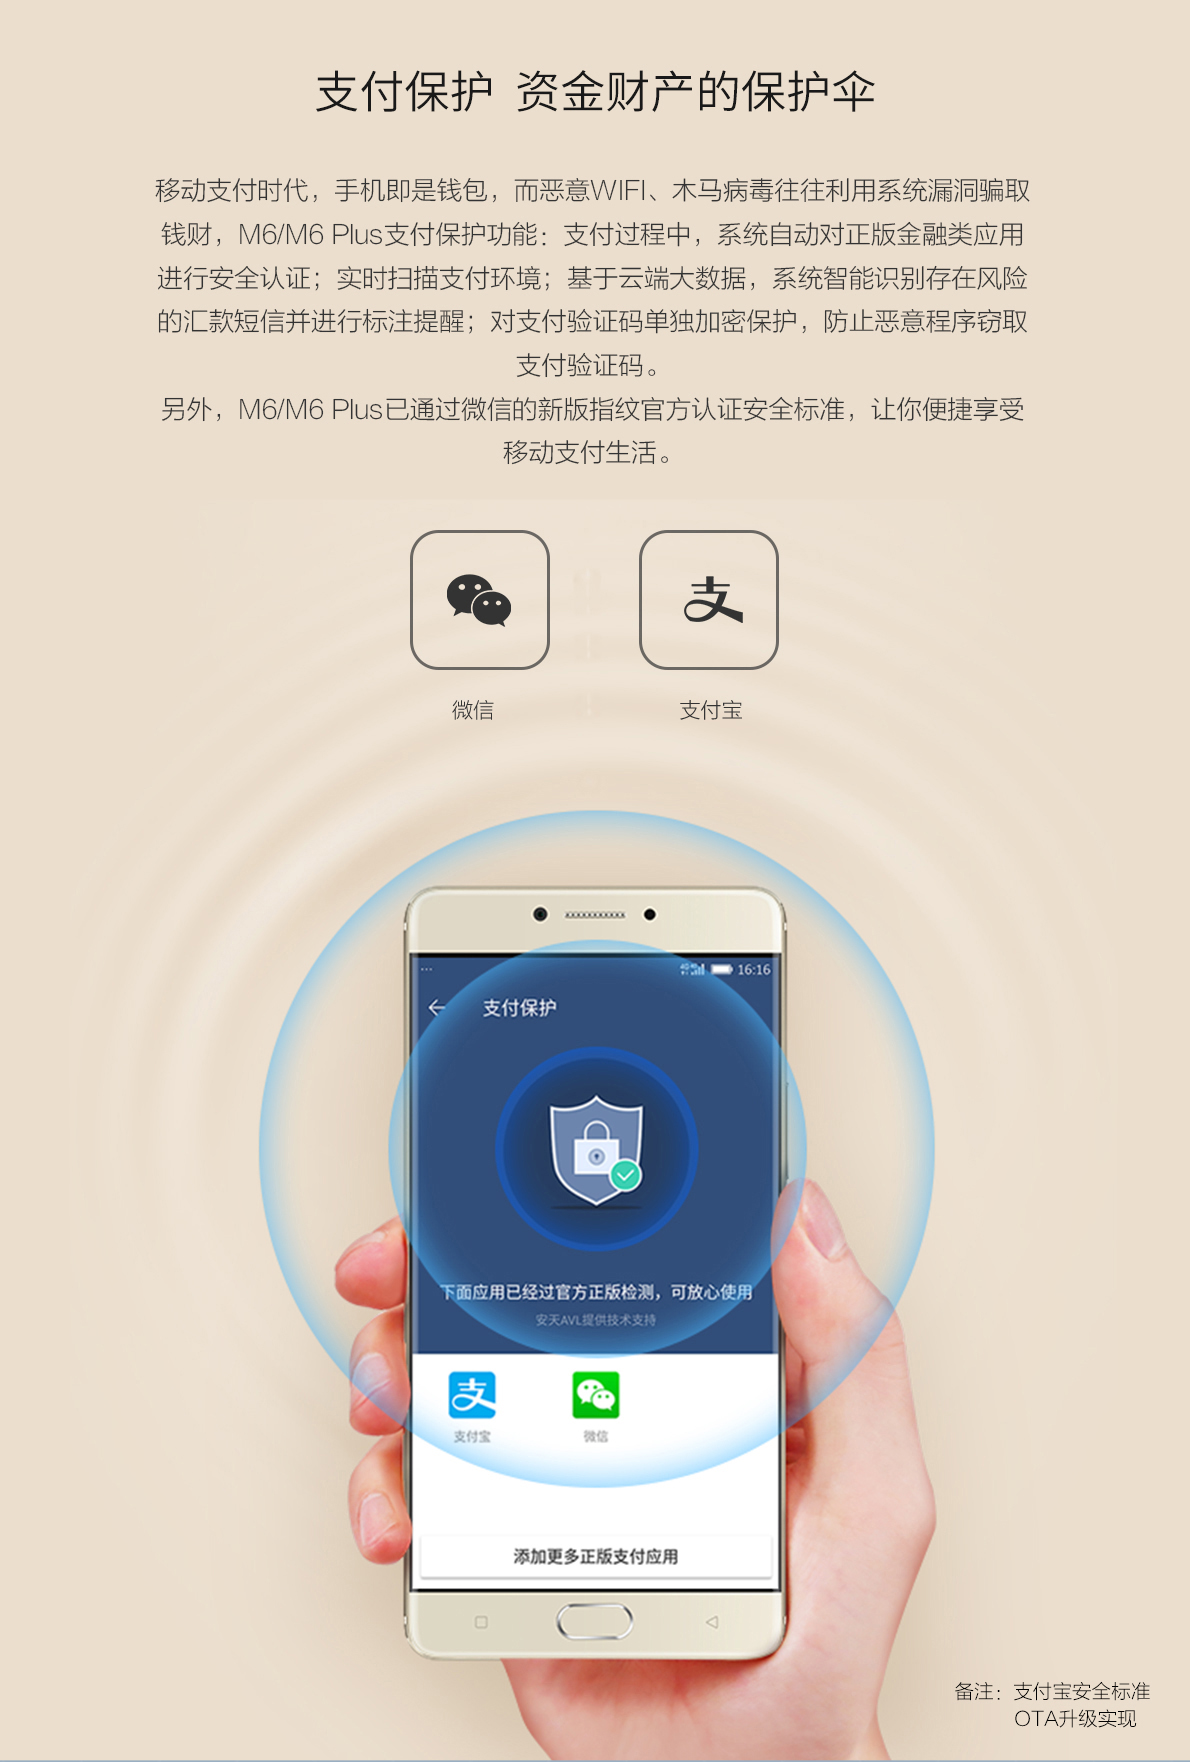 支付保护 资金财产的保护伞
移动支付时代，手机即是钱包，而恶意WIFI、木马病毒往往利用系统漏洞骗取
钱财，M6/M6 Plus支付保护功能：支付过程中，系统自动对正版金融类应用
进行安全认证；实时扫描支付环境；基于云端大数据，系统智能识别存在风险
的汇款短信并进行标注提醒；对支付验证码单独加密保护，防止恶意程序窃取
支付验证码。
另外，M6/M6 Plus已通过微信的新版指纹官方认证安全标准，让你便捷享受
移动支付生活。
支
微信 支付宝
16:16
支付保护
下面应用已经过官方正版检测，可放心使用
安天AVL提供技术支持
支
支付宝 微信
添加更多正版支付应用
备注：支付宝安全标准
OTA升级实现